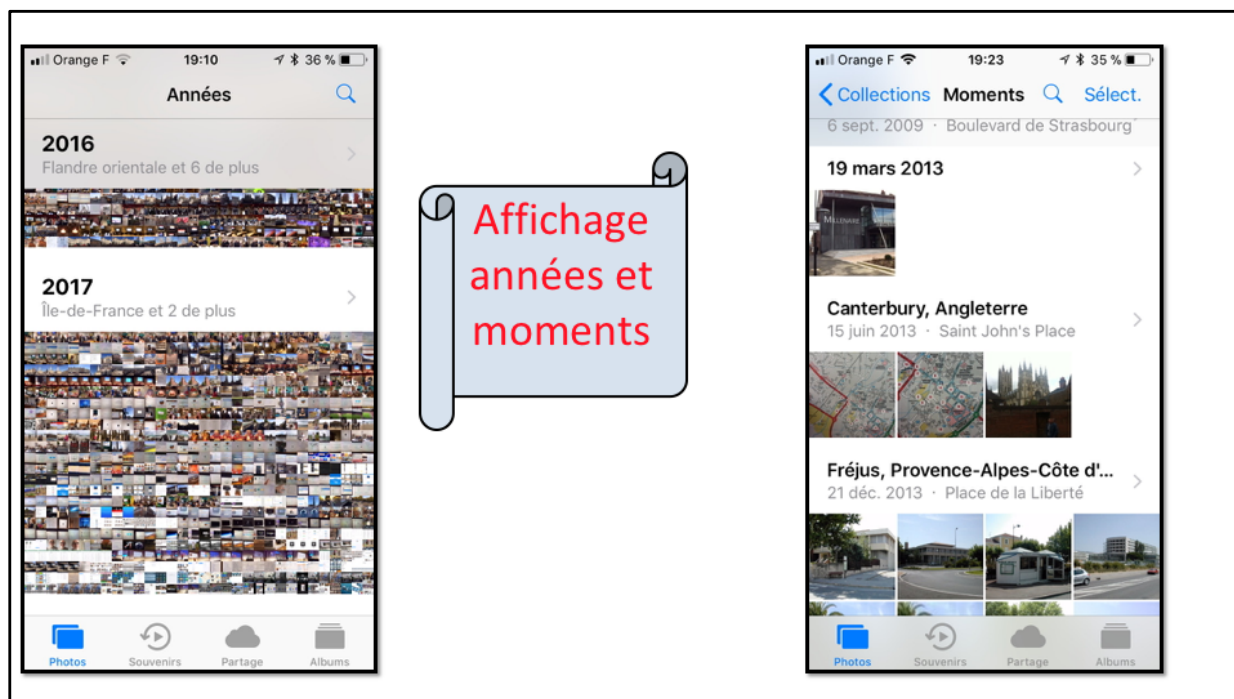 Orange F 19:10 36 %
Années
2016
Flandre orientale et 6 de plus
2017
Île-de-France et 2 de plus
Photos Souvenirs Partage Albums
Affichage
années et
moments
Orange F 19:23 35 %
Collections Moments Sélect.
6 sept. 2009 · Boulevard de Strasbourg
19 mars 2013
MILLENAIRE
Canterbury, Angleterre
15 juin 2013 · Saint John's Place
Fréjus, Provence-Alpes-Côte d'...
21 déc. 2013 · Place de la Liberté
Photos Souvenirs Partage Albums